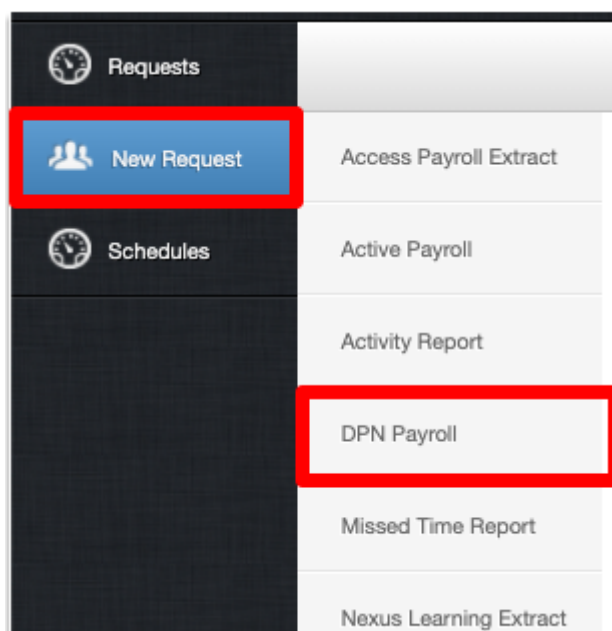 Requests
New Request
Schedules
Access Payroll Extract
Active Payroll
Activity Report
DPN Payroll
Missed Time Report
Nexus Learning Extract